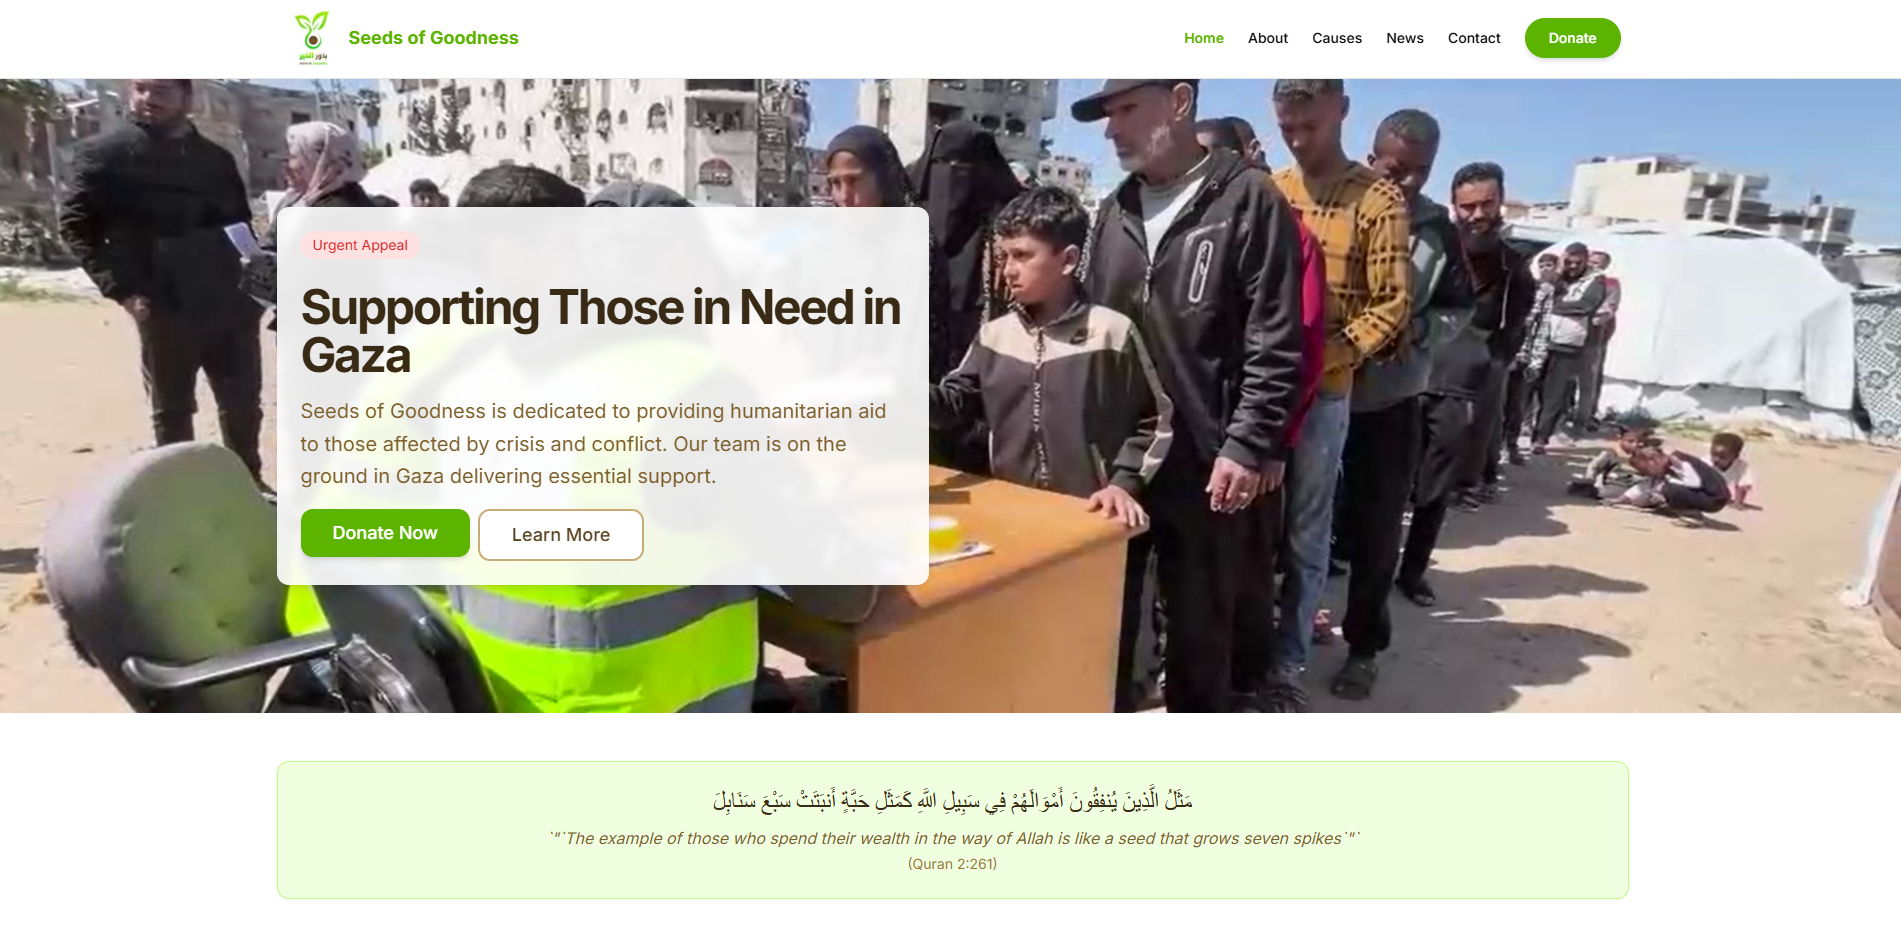 بذور الخير
Seeds of Goodness
Home
About
Causes
News
Contact
Donate
Urgent Appeal
Supporting Those in Need in
Gaza
Seeds of Goodness is dedicated to providing humanitarian aid
to those affected by crisis and conflict. Our team is on the
ground in Gaza delivering essential support.
Donate Now
Learn More
مَثَلُ الَّذِينَ يُنفِقُونَ أَمْوَالَهُمْ فِي سَبِيلِ اللَّهِ كَمَثَلِ حَبَّةٍ أَنبَتَتْ سَبْعَ سَنَابِلَ
`"`The example of those who spend their wealth in the way of Allah is like a seed that grows seven spikes`"`
(Quran 2:261)